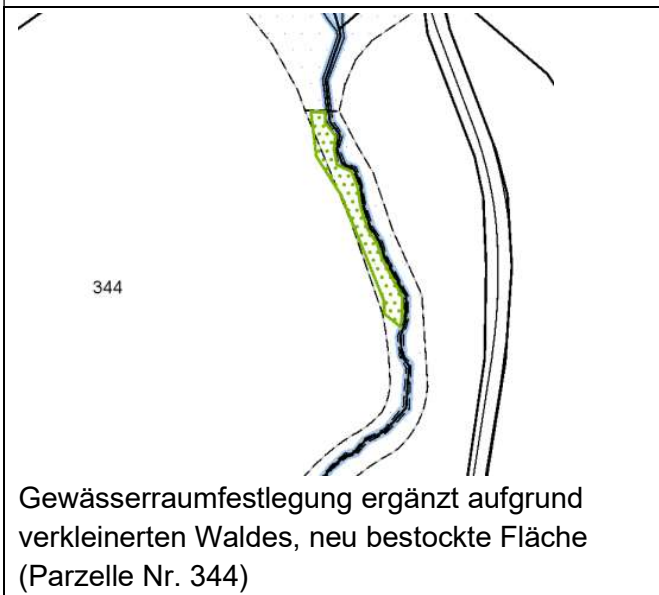 344
Gewässerraumfestlegung ergänzt aufgrund
verkleinerten Waldes, neu bestockte Fläche
(Parzelle Nr. 344)